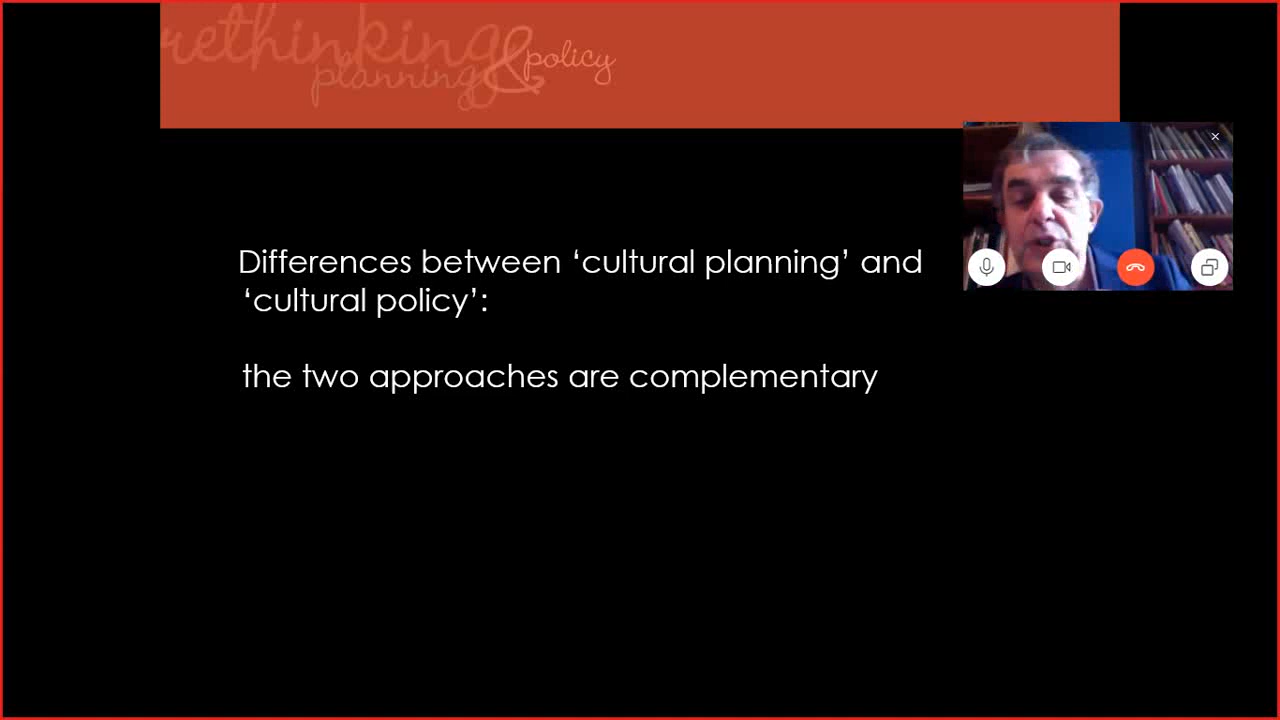 rethinking
planning & policy
Differences between ‘cultural planning’ and
‘cultural policy’:
the two approaches are complementary